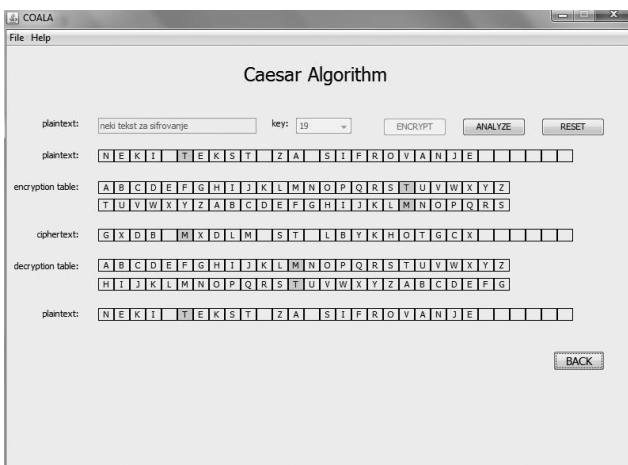 COALA
File Help
Caesar Algorithm
plaintext: neki tekst za sifrovanje key: 19 ENCRYPT ANALYZE RESET
plaintext: N E K I T E K S T Z A S I F R O V A N J E
encryption table: A B C D E F G H I J K L M N O P Q R S T U V W X Y Z
T U V W X Y Z A B C D E F G H I J K L M N O P Q R S
ciphertext: G X D B M X D L M S T L B Y K H O T G C X
decryption table: A B C D E F G H I J K L M N O P Q R S T U V W X Y Z
H I J K L M N O P Q R S T U V W X Y Z A B C D E F G
plaintext: N E K I T E K S T Z A S I F R O V A N J E
BACK